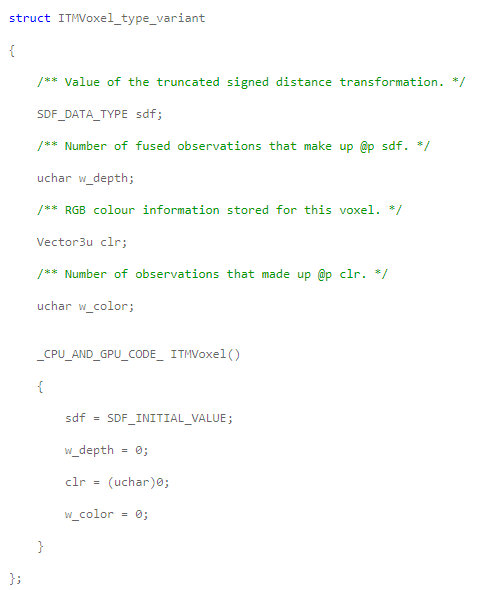 struct ITMVoxel_type_variant
{
    /** Value of the truncated signed distance transformation. */
    SDF_DATA_TYPE sdf;
    /** Number of fused observations that make up @p sdf. */
    uchar w_depth;
    /** RGB colour information stored for this voxel. */
    Vector3u clr;
    /** Number of observations that made up @p clr. */
    uchar w_color;
    _CPU_AND_GPU_CODE_ ITMVoxel()
    {
        sdf = SDF_INITIAL_VALUE;
        w_depth = 0;
        clr = (uchar)0;
        w_color = 0;
    }
};